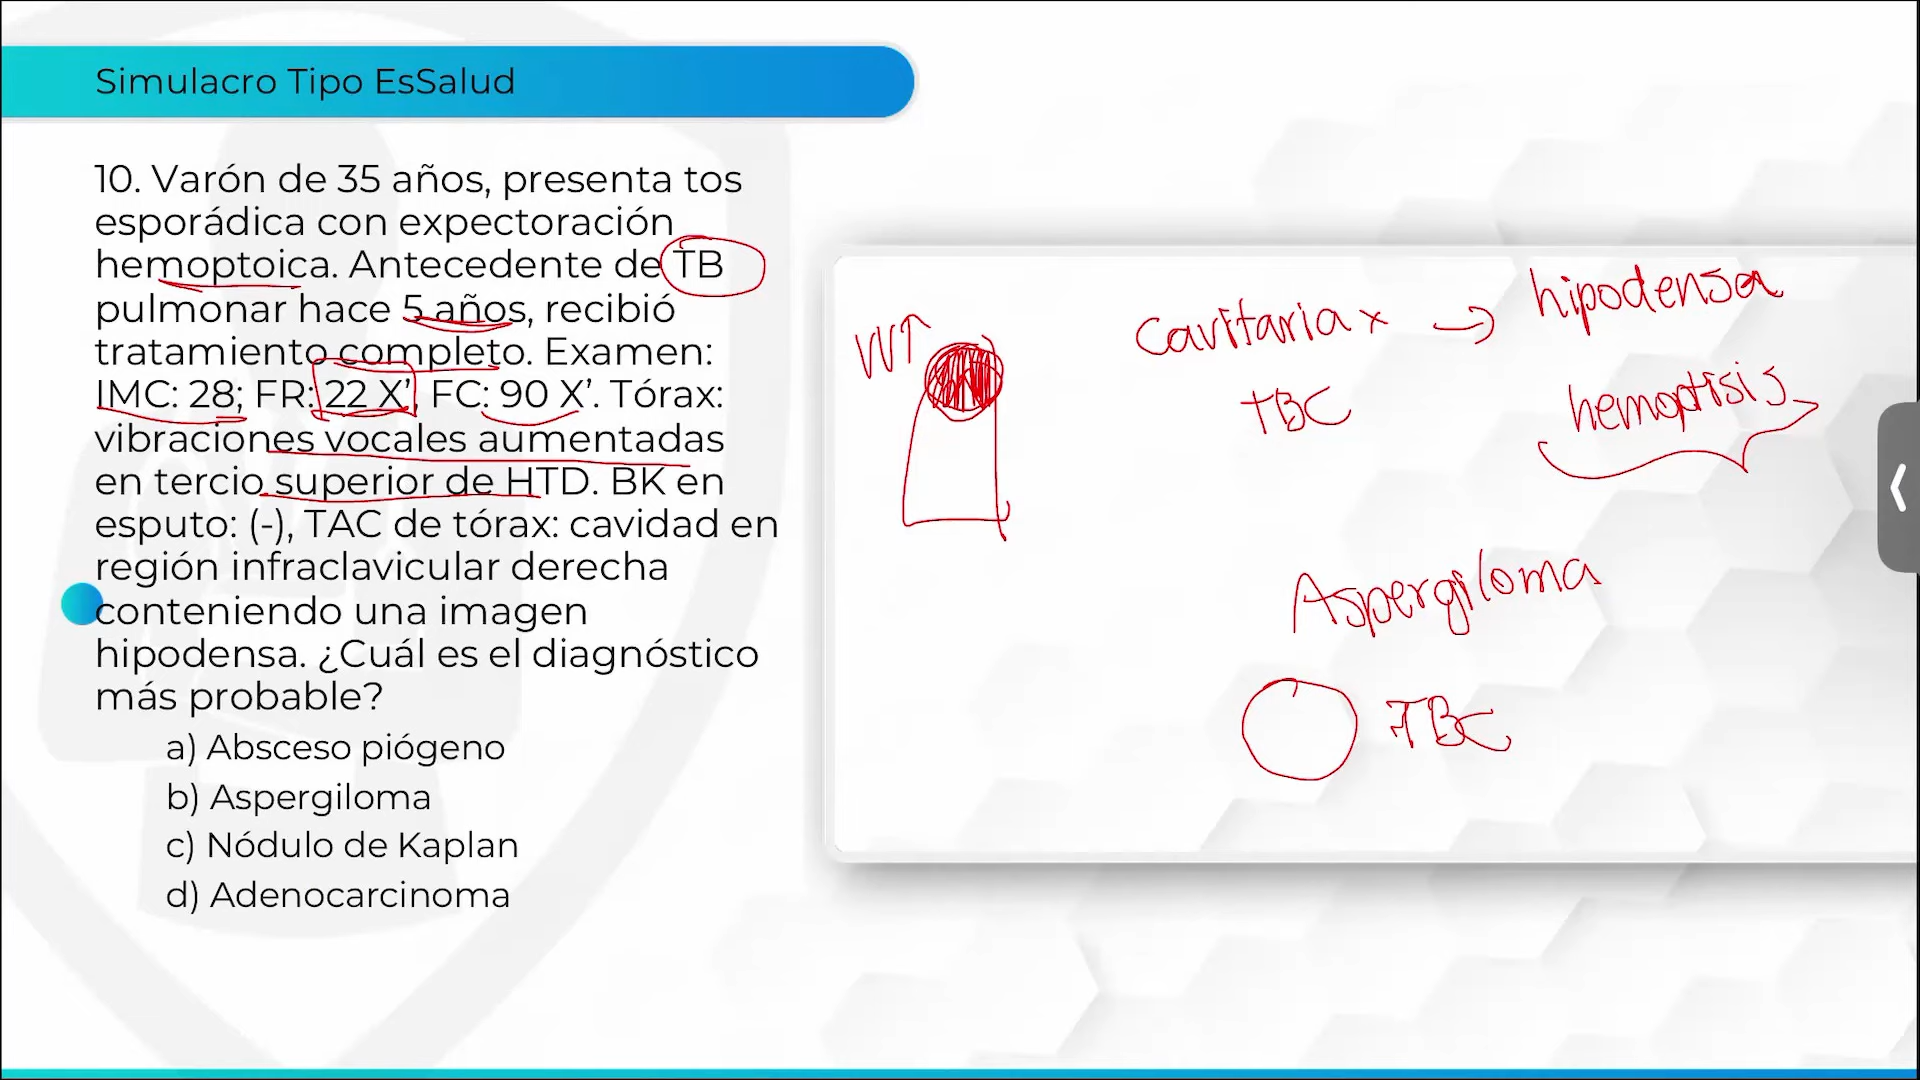 Simulacro Tipo EsSalud
10. Varón de 35 años, presenta tos
esporádica con expectoración
hemoptoica. Antecedente de TB
pulmonar hace 5 años, recibió
tratamiento completo. Examen:
IMC: 28; FR: 22 X’, FC: 90 X’. Tórax:
vibraciones vocales aumentadas
en tercio superior de HTD. BK en
esputo: (-), TAC de tórax: cavidad en
región infraclavicular derecha
conteniendo una imagen
hipodensa. ¿Cuál es el diagnóstico
más probable?
a) Absceso piógeno
b) Aspergiloma
c) Nódulo de Kaplan
d) Adenocarcinoma
VV↑
Cavitaria x → hipodensa
TBC
hemoptisis
Aspergiloma
TBC